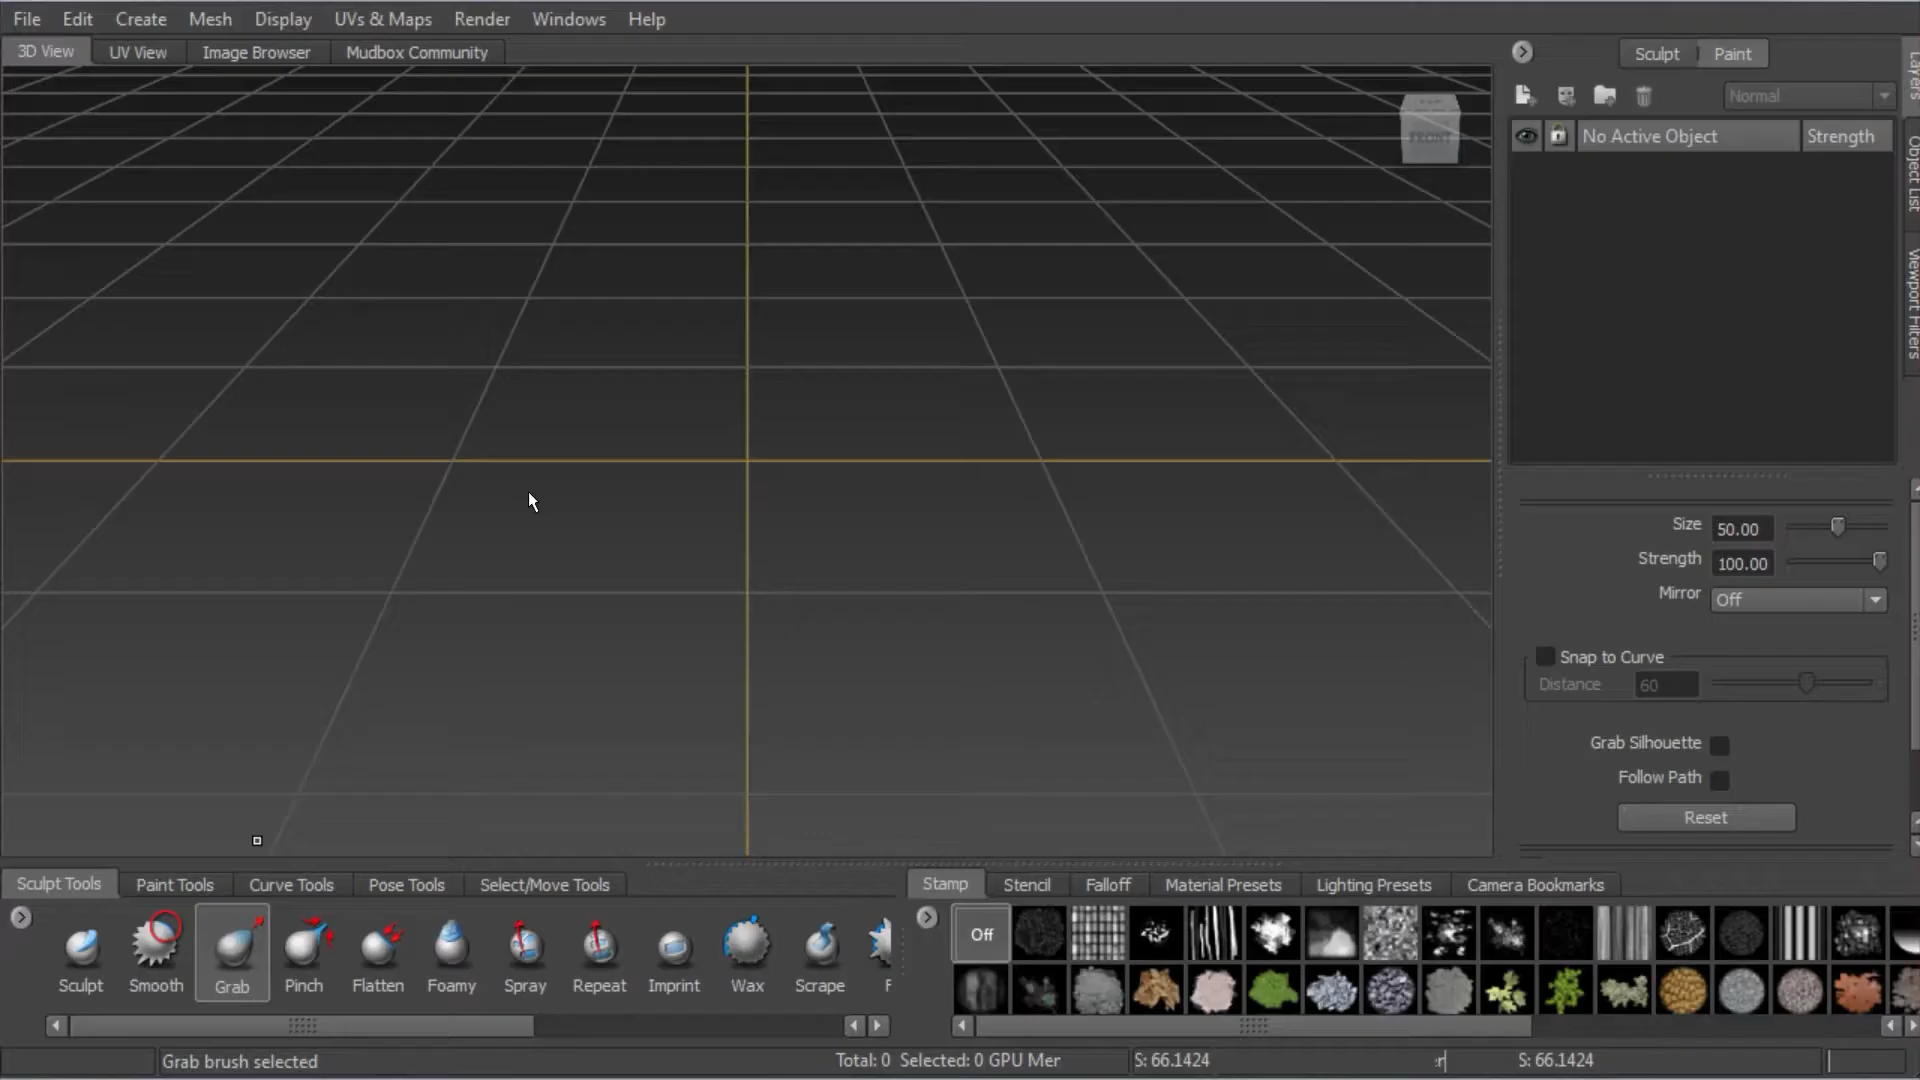 File Edit Create Mesh Display UVs & Maps Render Windows Help
3D View UV View Image Browser Mudbox Community
Sculpt Paint
Normal
No Active Object Strength
Layers
Object List
Viewport Filters
FRONT
Size 50.00
Strength 100.00
Mirror Off
Snap to Curve
Distance 60
Grab Silhouette
Follow Path
Reset
Sculpt Tools Paint Tools Curve Tools Pose Tools Select/Move Tools
Stamp Stencil Falloff Material Presets Lighting Presets Camera Bookmarks
Off
Sculpt Smooth Grab Pinch Flatten Foamy Spray Repeat Imprint Wax Scrape F
Grab brush selected
Total: 0 Selected: 0 GPU Mer
S: 66.1424
S: 66.1424